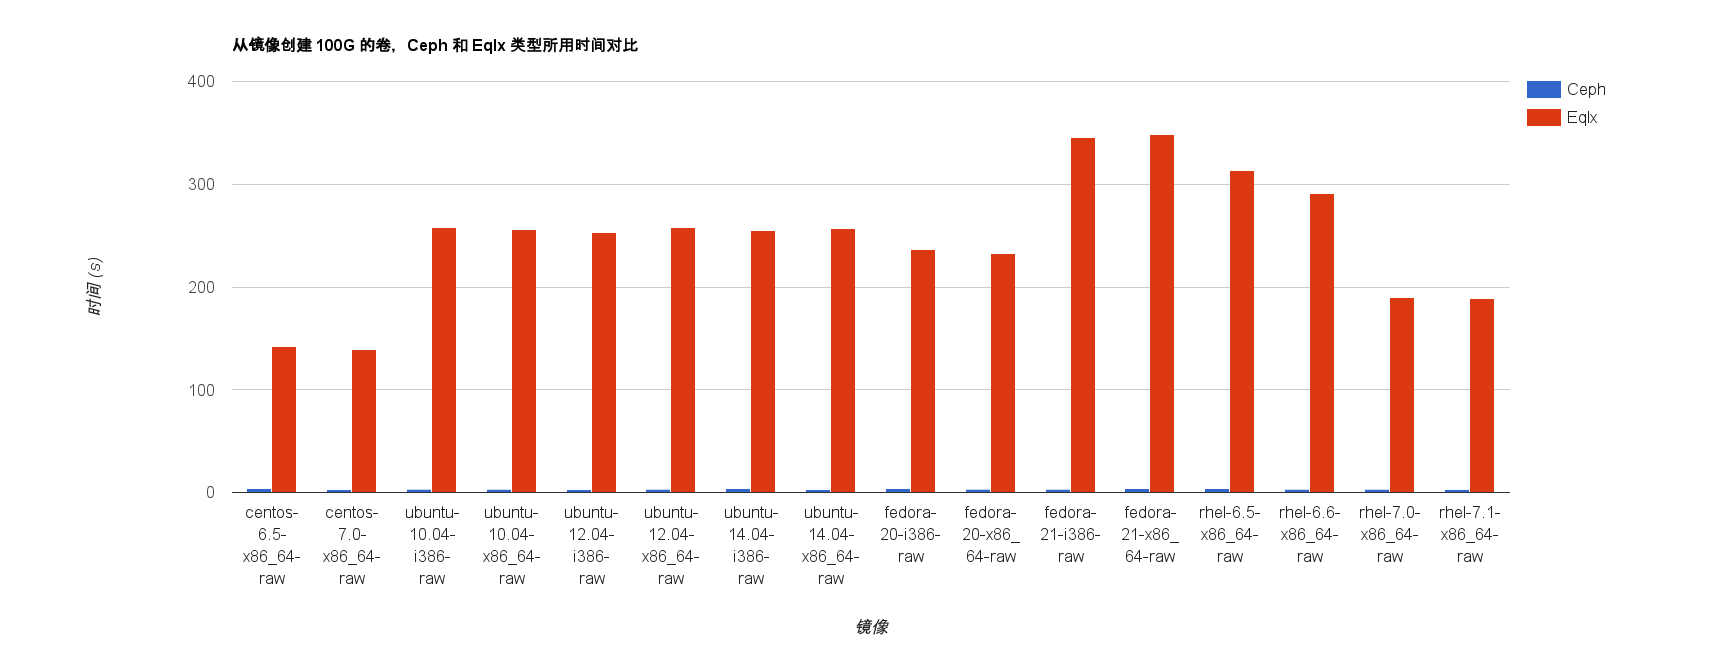 从镜像创建 100G 的卷，Ceph 和 Eqlx 类型所用时间对比
400
300
200
100
0
时间 (s)
Ceph
Eqlx
centos-
6.5-
x86_64-
raw
centos-
7.0-
x86_64-
raw
ubuntu-
10.04-
i386-
raw
ubuntu-
10.04-
x86_64-
raw
ubuntu-
12.04-
i386-
raw
ubuntu-
12.04-
x86_64-
raw
ubuntu-
14.04-
i386-
raw
ubuntu-
14.04-
x86_64-
raw
fedora-
20-i386-
raw
fedora-
20-x86_
64-raw
fedora-
21-i386-
raw
fedora-
21-x86_
64-raw
rhel-6.5-
x86_64-
raw
rhel-6.6-
x86_64-
raw
rhel-7.0-
x86_64-
raw
rhel-7.1-
x86_64-
raw
镜像